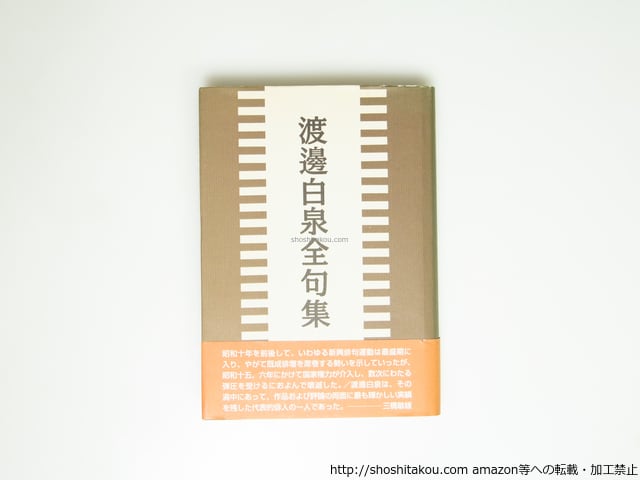 渡邊白泉全句集
shoshitakou.com
昭和十年を前後して、いわゆる新興俳句運動は最盛期に
入り、やがて既成俳壇を席巻する勢いを示していったが、
昭和十五、六年にかけて国家権力が介入し、数次にわたる
弾圧を受けるにおよんで壊滅した。／渡邊白泉は、その
渦中にあって、作品および評論の両面に最も輝かしい実績
を残した代表的俳人の一人であった。――三橋敏雄
http://shoshitakou.com amazon等への転載・加工禁止